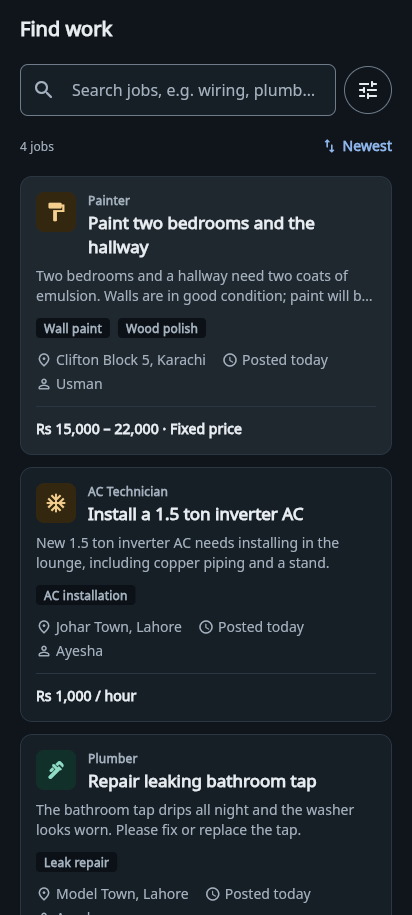 Find work
Search jobs, e.g. wiring, plumb...
4 jobs
Newest
Painter
Paint two bedrooms and the
hallway
Two bedrooms and a hallway need two coats of
emulsion. Walls are in good condition; paint will b...
Wall paint
Wood polish
Clifton Block 5, Karachi
Posted today
Usman
Rs 15,000 – 22,000 · Fixed price
AC Technician
Install a 1.5 ton inverter AC
New 1.5 ton inverter AC needs installing in the
lounge, including copper piping and a stand.
AC installation
Johar Town, Lahore
Posted today
Ayesha
Rs 1,000 / hour
Plumber
Repair leaking bathroom tap
The bathroom tap drips all night and the washer
looks worn. Please fix or replace the tap.
Leak repair
Model Town, Lahore
Posted today